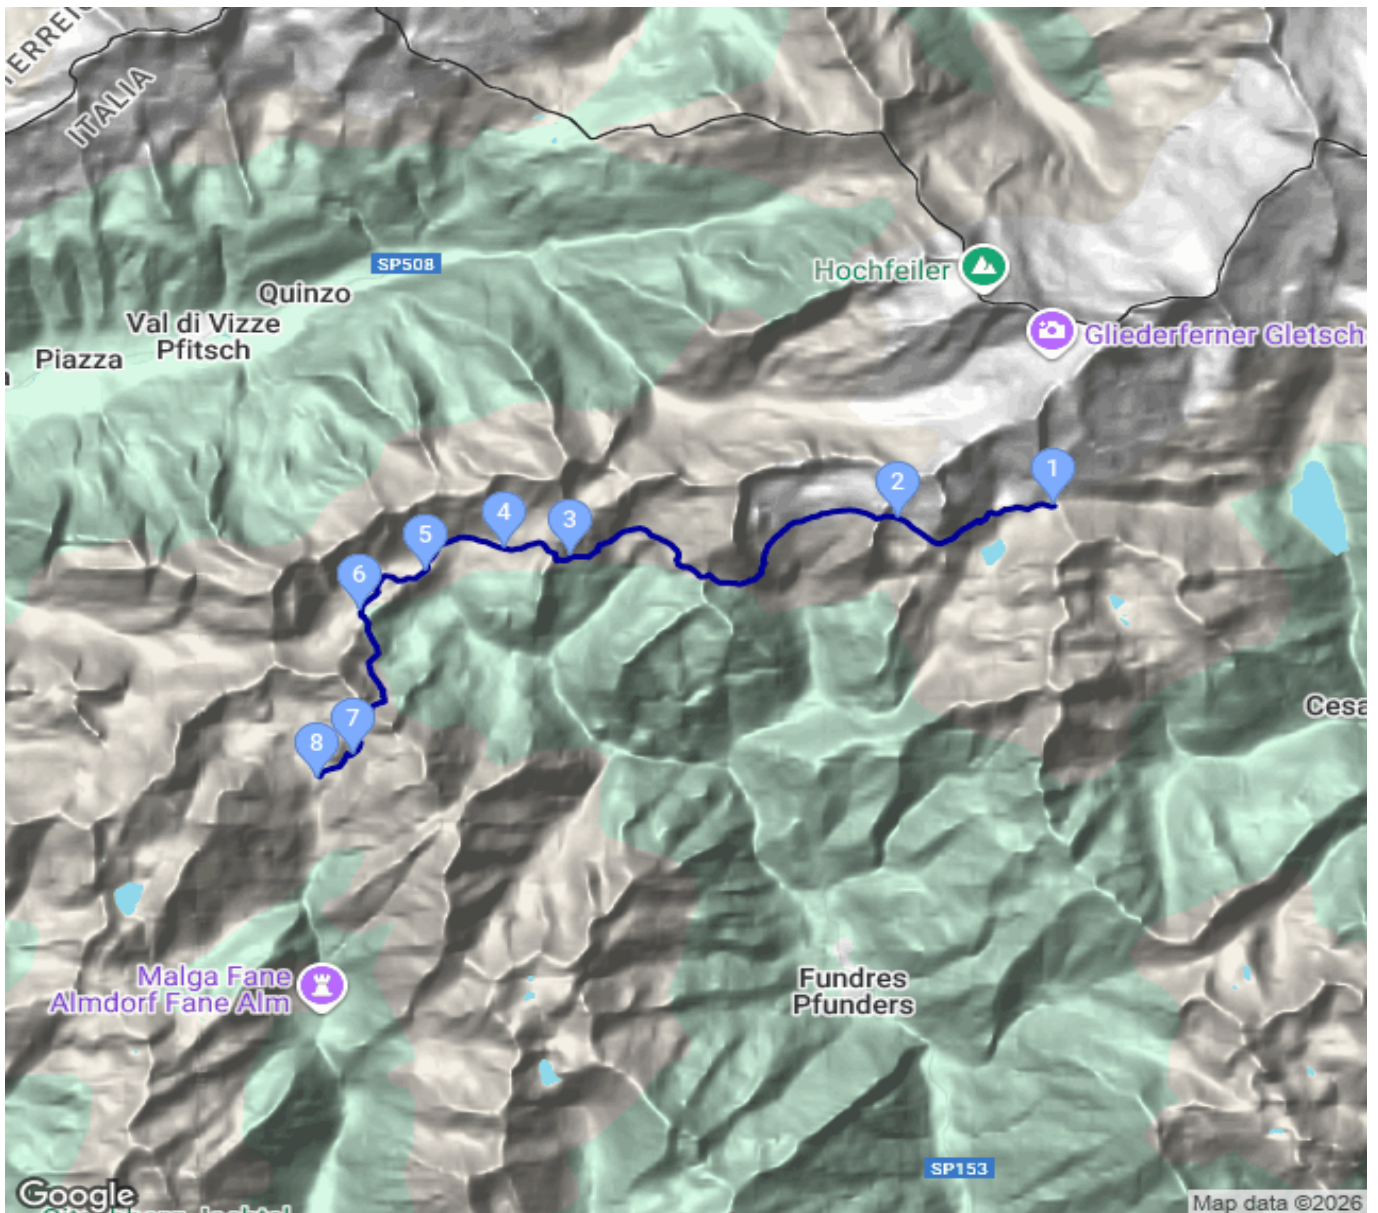 TERREIC
ITALIA
SP508
Quinzo
Val di Vizze
Pfitsch
Piazza
Hochfeiler
Gliederferner Gletsch
1
2
3
4
5
6
7
8
Cesa
Malga Fane
Almdorf Fane Alm
Fundres
Pfunders
SP153
Google
Map data ©2026